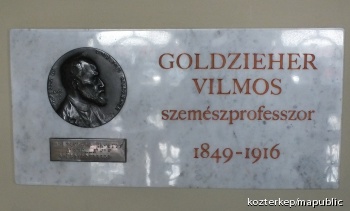 GOLDZIEHER
VILMOS
szemészprofesszor
1849-1916
kozterkep/mapublic